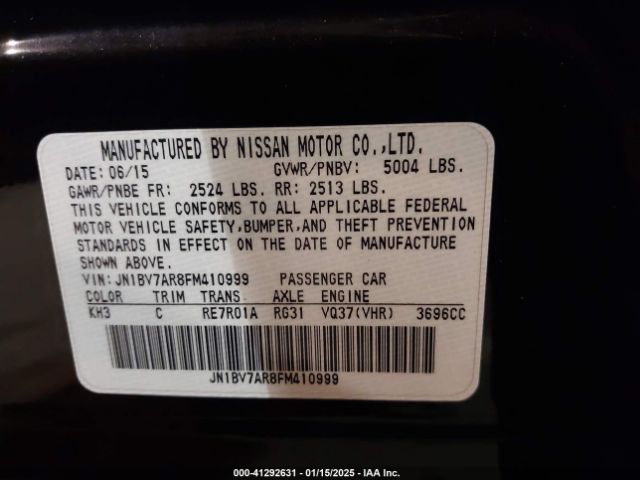 MANUFACTURED BY NISSAN MOTOR CO.,LTD.
DATE: 06/15 GVWR/PNBV: 5004 LBS.
GAWR/PNBE FR: 2524 LBS. RR: 2513 LBS.
THIS VEHICLE CONFORMS TO ALL APPLICABLE FEDERAL
MOTOR VEHICLE SAFETY, BUMPER, AND THEFT PREVENTION
STANDARDS IN EFFECT ON THE DATE OF MANUFACTURE
SHOWN ABOVE.
VIN: JN1BV7AR8FM410999 PASSENGER CAR
COLOR TRIM TRANS. AXLE ENGINE
KH3 C RE7R01A RG31 VQ37(VHR) 3696CC
JN1BV7AR8FM410999
000-41292631 - 01/15/2025 - IAA Inc.